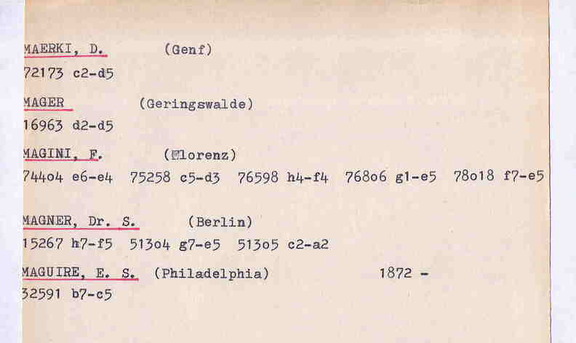 MAERKI, D. (Genf)
72173 c2-d5
MAGER (Geringswalde)
16963 d2-d5
MAGINI, F. (Florenz)
74404 e6-e4 75258 c5-d3 76598 h4-f4 76806 g1-e5 78018 f7-e5
MAGNER, Dr. S. (Berlin)
15267 h7-f5 51304 g7-e5 51305 c2-a2
MAGUIRE, E. S. (Philadelphia) 1872 -
32591 b7-c5